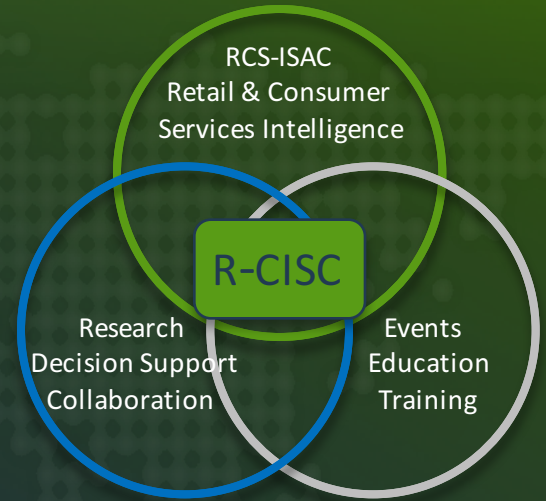 RCS-ISAC
Retail & Consumer
Services Intelligence
R-CISC
Research
Decision Support
Collaboration
Events
Education
Training